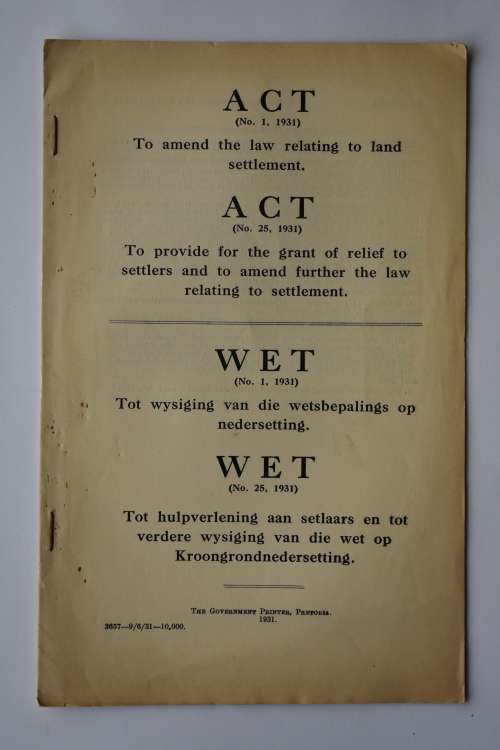 ACT
(No. 1, 1931)
To amend the law relating to land
settlement.
ACT
(No. 25, 1931)
To provide for the grant of relief to
settlers and to amend further the law
relating to settlement.
WET
(No. 1, 1931)
Tot wysiging van die wetsbepalings op
nedersetting.
WET
(No. 25, 1931)
Tot hulpverlening aan setlaars en tot
verdere wysiging van die wet op
Kroongrondnedersetting.
The Government Printer, Pretoria.
1931.
3657—9/6/31—10,000.